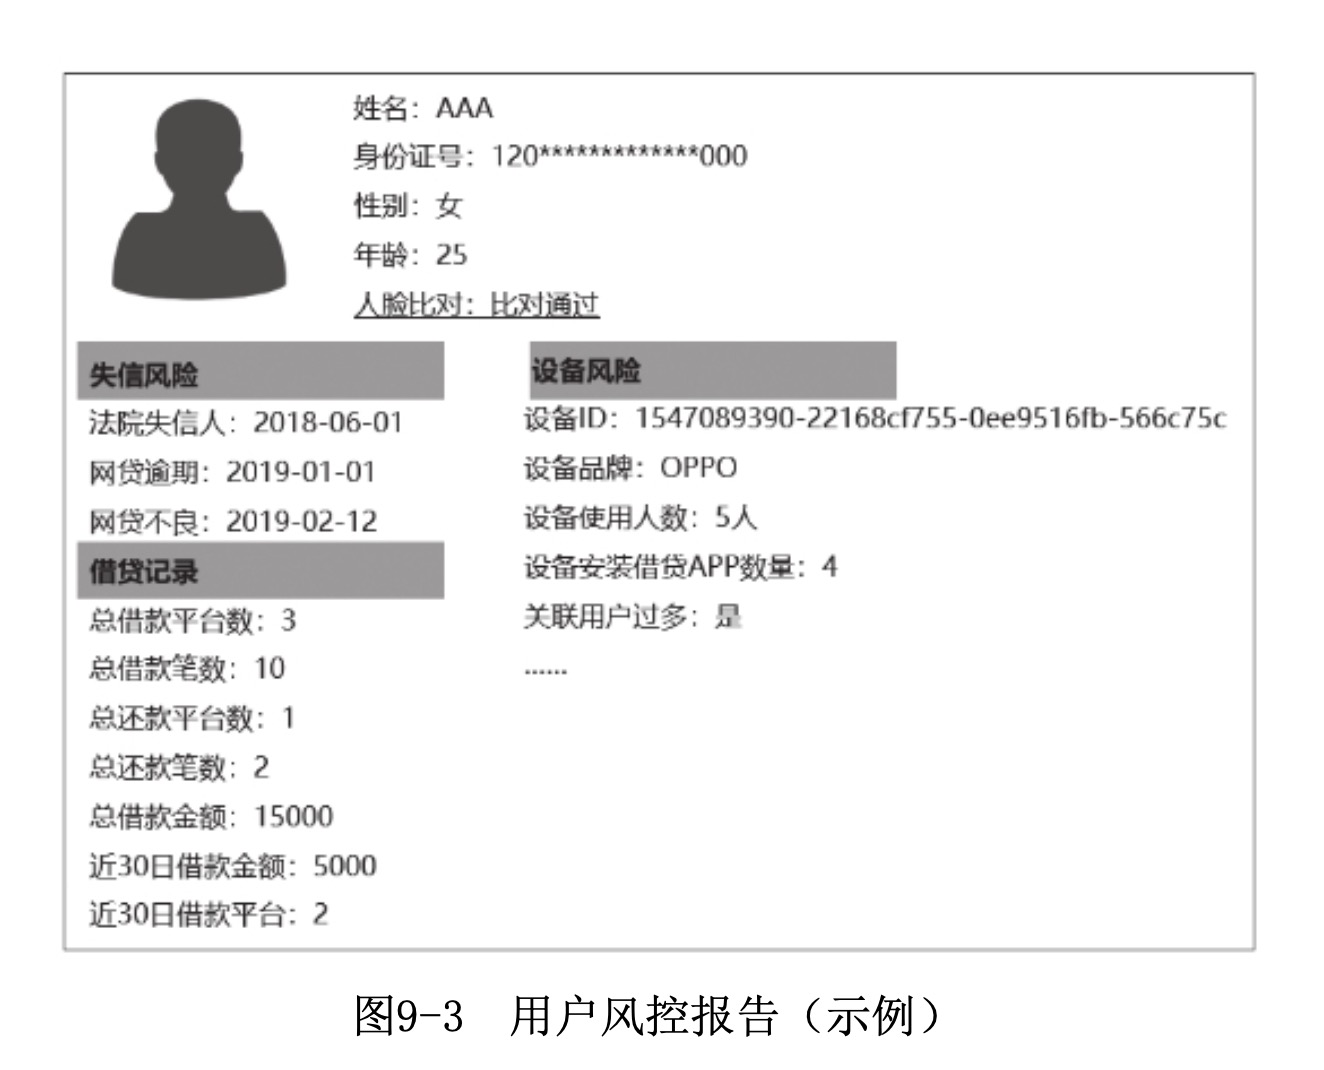 姓名：AAA
身份证号：120*************000
性别：女
年龄：25
人脸比对：比对通过
失信风险
法院失信人：2018-06-01
网贷逾期：2019-01-01
网贷不良：2019-02-12
借贷记录
总借款平台数：3
总借款笔数：10
总还款平台数：1
总还款笔数：2
总借款金额：15000
近30日借款金额：5000
近30日借款平台：2
设备风险
设备ID：1547089390-22168cf755-0ee9516fb-566c75c
设备品牌：OPPO
设备使用人数：5人
设备安装借贷APP数量：4
关联用户过多：是
……
图9-3 用户风控报告（示例）